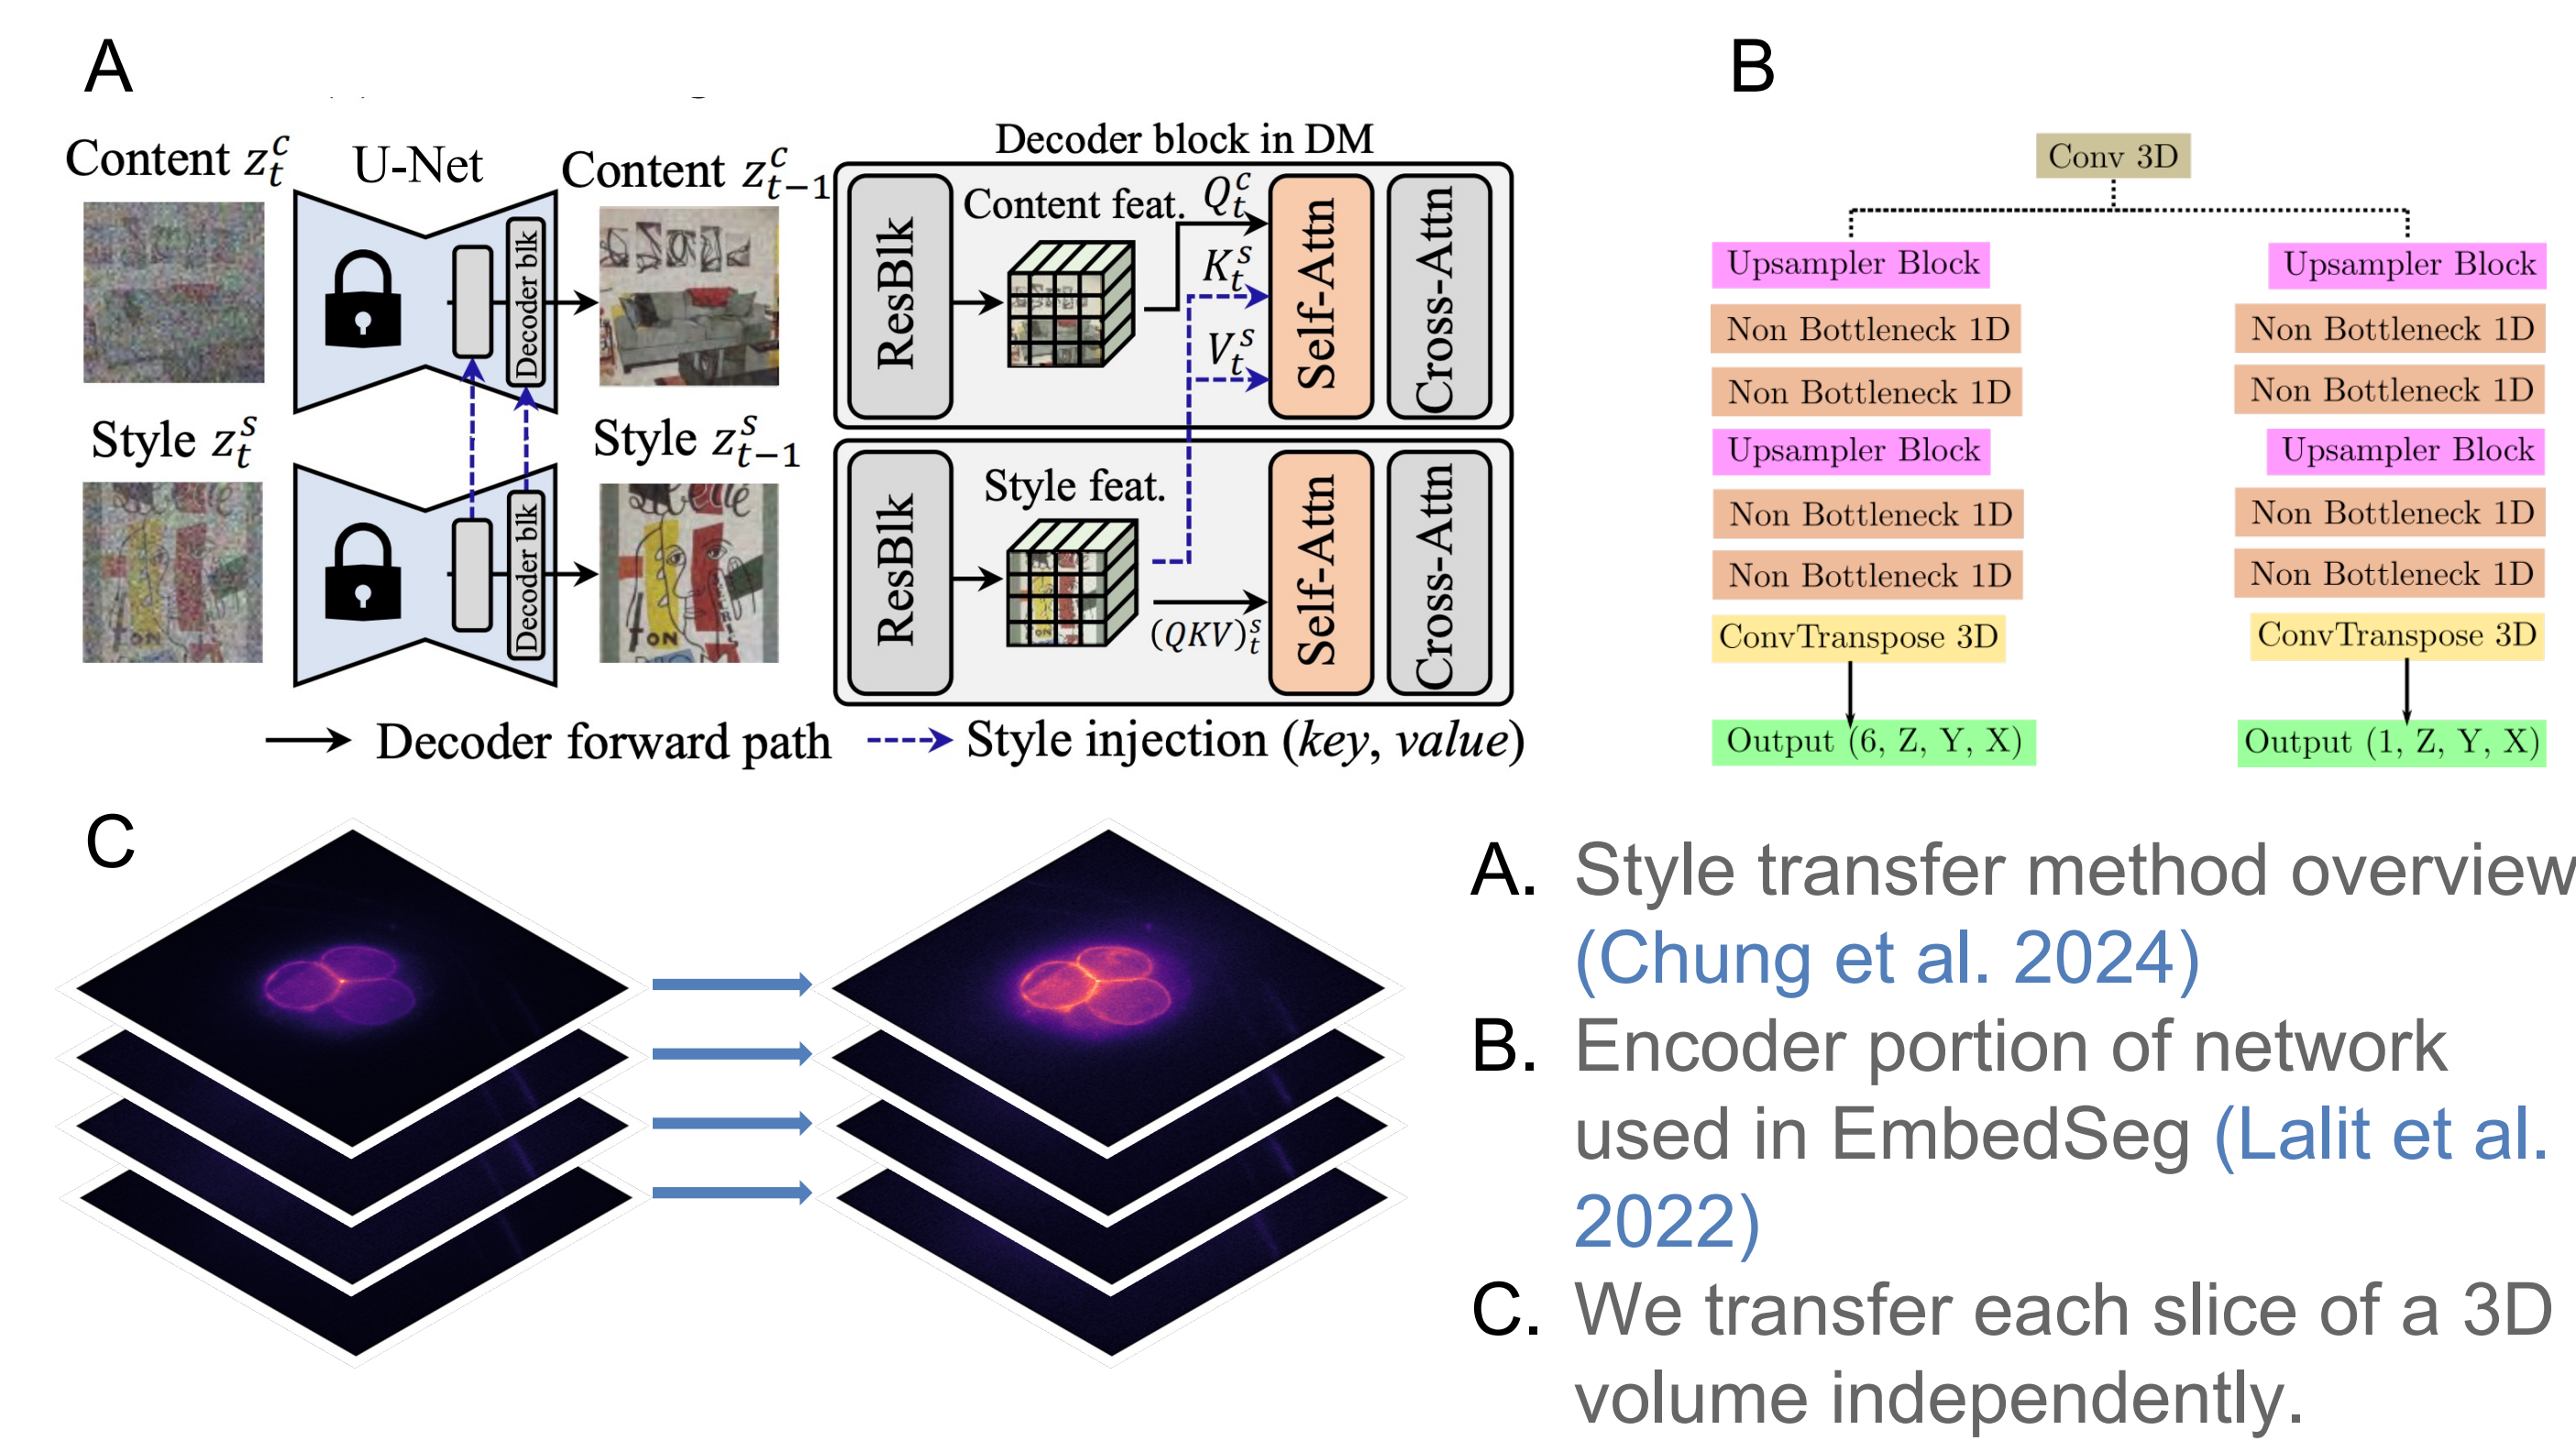 A
B
Content z_t^c
U-Net
Content z_{t-1}^c
Decoder block in DM
ResBlk
Content feat.
Q_t^c
K_t^s
V_t^s
Self-Attn
Cross-Attn
Decoder blk
Style z_t^s
Style z_{t-1}^s
Decoder blk
ResBlk
Style feat.
(QKV)_t^s
Self-Attn
Cross-Attn
TON
Decoder forward path
Style injection (key, value)
Conv 3D
Upsampler Block
Non Bottleneck 1D
Non Bottleneck 1D
Upsampler Block
Non Bottleneck 1D
Non Bottleneck 1D
ConvTranspose 3D
Output (6, Z, Y, X)
Upsampler Block
Non Bottleneck 1D
Non Bottleneck 1D
Upsampler Block
Non Bottleneck 1D
Non Bottleneck 1D
ConvTranspose 3D
Output (1, Z, Y, X)
C
A. Style transfer method overview
(Chung et al. 2024)
B. Encoder portion of network
used in EmbedSeg (Lalit et al.
2022)
C. We transfer each slice of a 3D
volume independently.